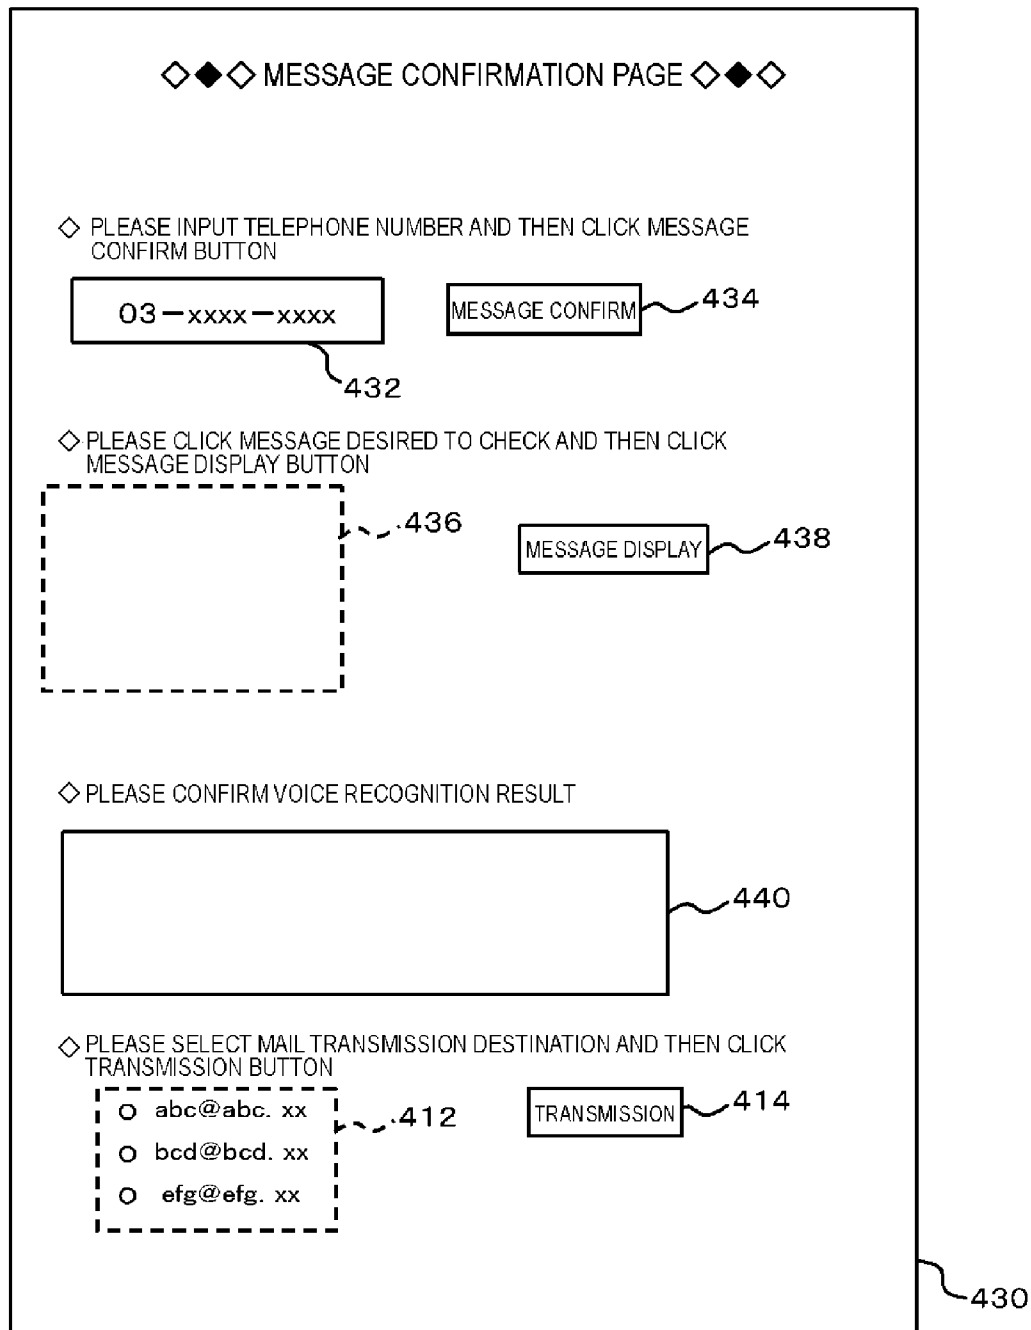 ◇◆◇ MESSAGE CONFIRMATION PAGE ◇◆◇
◇ PLEASE INPUT TELEPHONE NUMBER AND THEN CLICK MESSAGE
CONFIRM BUTTON
03-xxxx-xxxx
MESSAGE CONFIRM
434
432
◇ PLEASE CLICK MESSAGE DESIRED TO CHECK AND THEN CLICK
MESSAGE DISPLAY BUTTON
436
MESSAGE DISPLAY
438
◇ PLEASE CONFIRM VOICE RECOGNITION RESULT
440
◇ PLEASE SELECT MAIL TRANSMISSION DESTINATION AND THEN CLICK
TRANSMISSION BUTTON
○ abc@abc. xx
○ bcd@bcd. xx
○ efg@efg. xx
412
TRANSMISSION
414
430